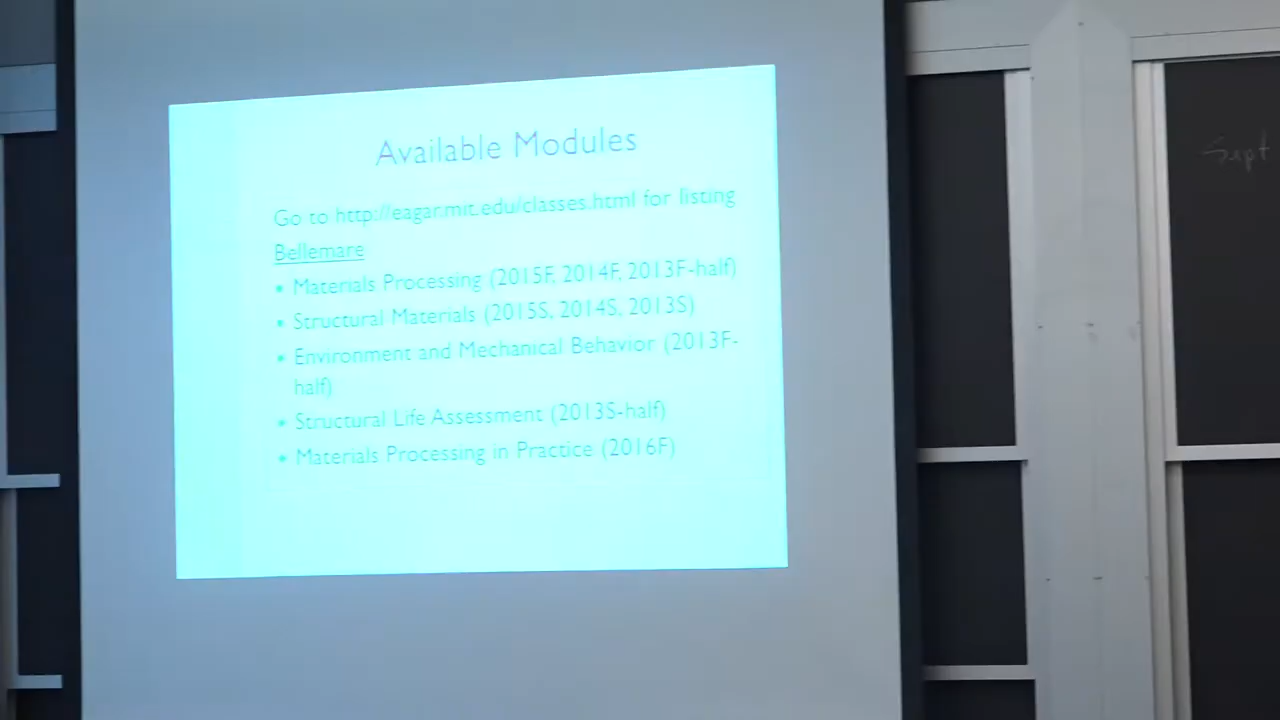 Available Modules
Go to http://eagar.mit.edu/classes.html for listing
Bellemare
• Materials Processing (2015F, 2014F, 2013F-half)
• Structural Materials (2015S, 2014S, 2013S)
• Environment and Mechanical Behavior (2013F-
half)
• Structural Life Assessment (2013S-half)
• Materials Processing in Practice (2016F)
Sept